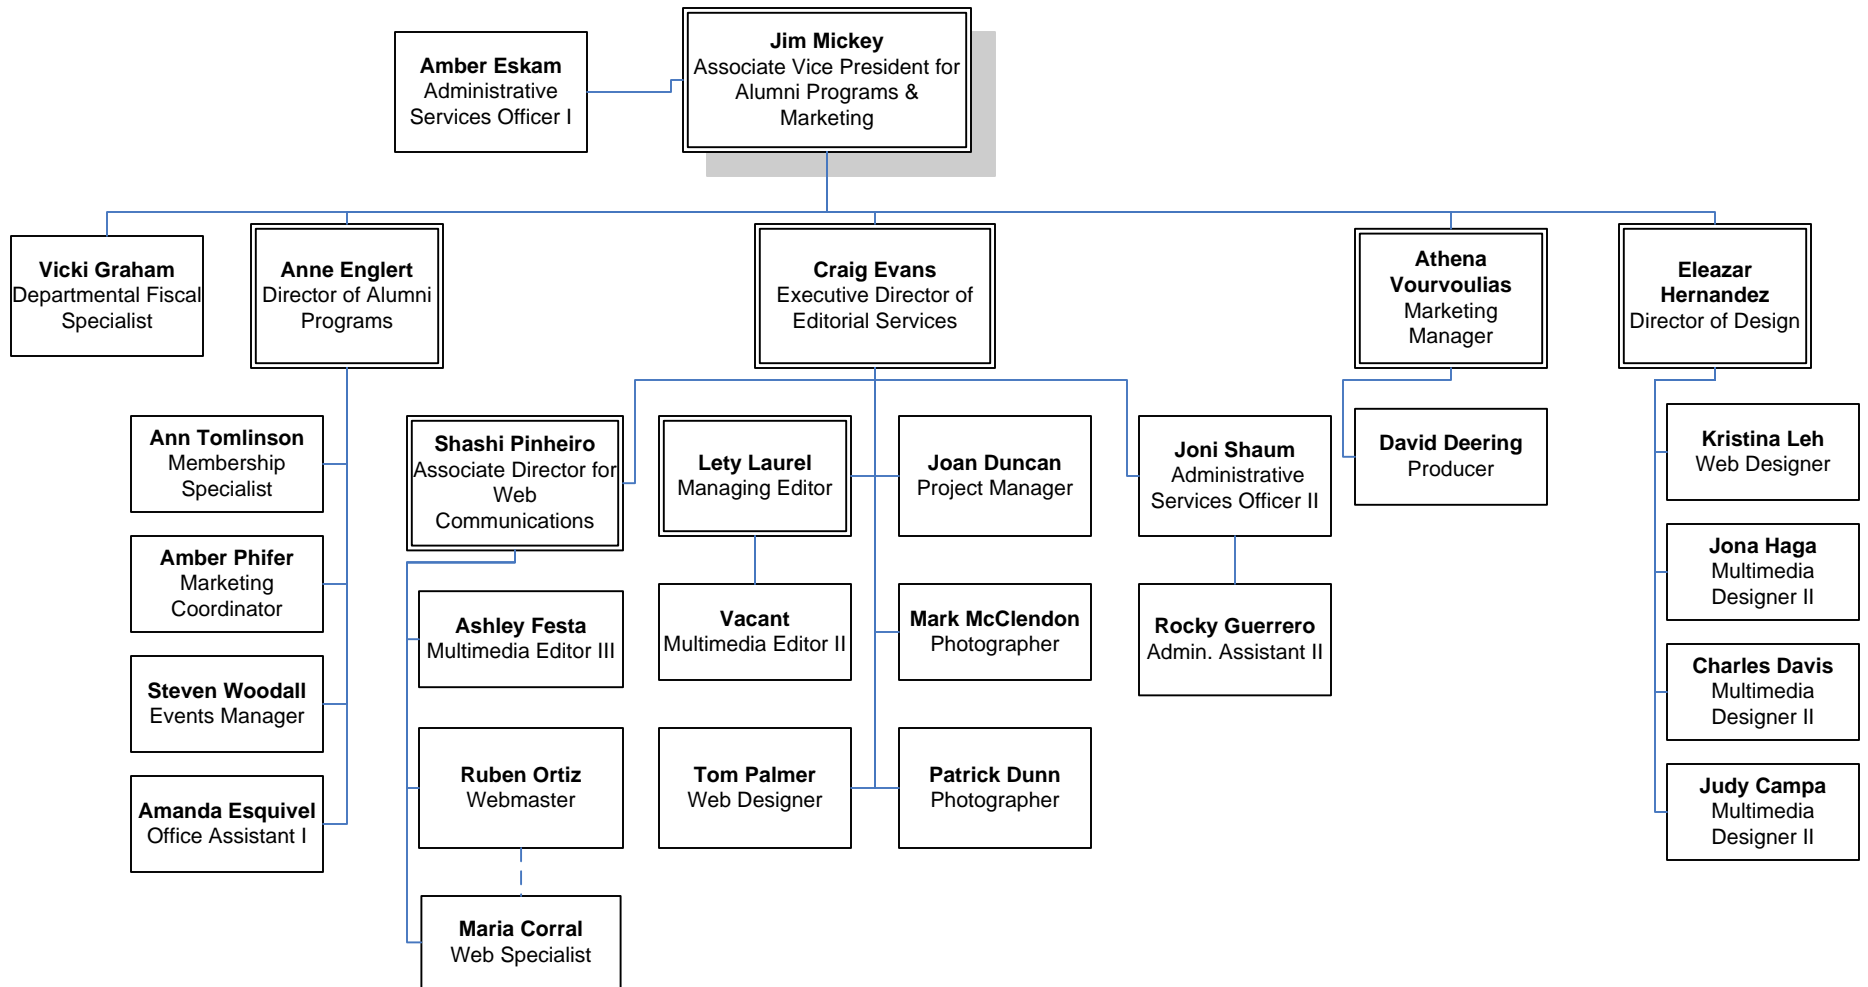 Jim Mickey
Associate Vice President for
Alumni Programs &
Marketing
Amber Eskam
Administrative
Services Officer I
Vicki Graham
Departmental Fiscal
Specialist
Anne Englert
Director of Alumni
Programs
Craig Evans
Executive Director of
Editorial Services
Athena
Vourvoulias
Marketing
Manager
Eleazar
Hernandez
Director of Design
Ann Tomlinson
Membership
Specialist
Amber Phifer
Marketing
Coordinator
Steven Woodall
Events Manager
Amanda Esquivel
Office Assistant I
Shashi Pinheiro
Associate Director for
Web
Communications
Ashley Festa
Multimedia Editor III
Ruben Ortiz
Webmaster
Maria Corral
Web Specialist
Lety Laurel
Managing Editor
Vacant
Multimedia Editor II
Tom Palmer
Web Designer
Joan Duncan
Project Manager
Mark McClendon
Photographer
Patrick Dunn
Photographer
Joni Shaum
Administrative
Services Officer II
Rocky Guerrero
Admin. Assistant II
David Deering
Producer
Kristina Leh
Web Designer
Jona Haga
Multimedia
Designer II
Charles Davis
Multimedia
Designer II
Judy Campa
Multimedia
Designer II